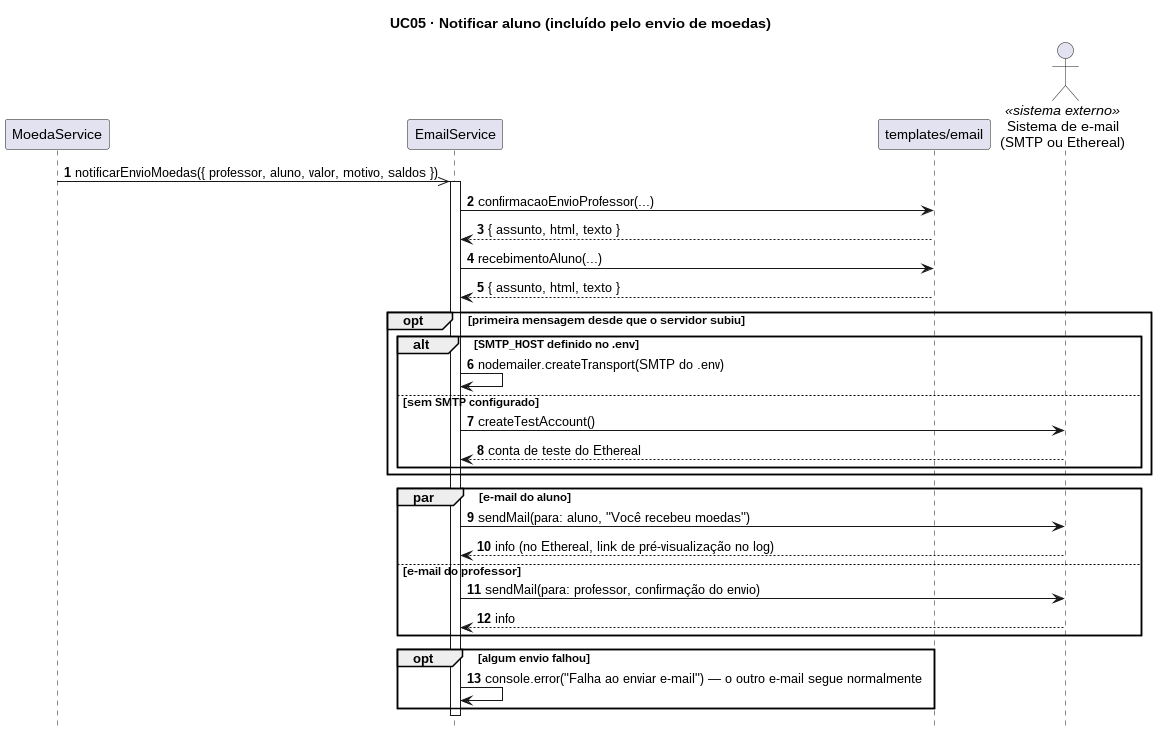 UC05 · Notificar aluno (incluído pelo envio de moedas)
«sistema externo»
Sistema de e-mail
(SMTP ou Ethereal)
MoedaService
EmailService
templates/email
1 notificarEnvioMoedas({ professor, aluno, valor, motivo, saldos })
2 confirmacaoEnvioProfessor(...)
3 { assunto, html, texto }
4 recebimentoAluno(...)
5 { assunto, html, texto }
opt [primeira mensagem desde que o servidor subiu]
alt [SMTP_HOST definido no .env]
6 nodemailer.createTransport(SMTP do .env)
[sem SMTP configurado]
7 createTestAccount()
8 conta de teste do Ethereal
par [e-mail do aluno]
9 sendMail(para: aluno, "Você recebeu moedas")
10 info (no Ethereal, link de pré-visualização no log)
[e-mail do professor]
11 sendMail(para: professor, confirmação do envio)
12 info
opt [algum envio falhou]
13 console.error("Falha ao enviar e-mail") — o outro e-mail segue normalmente